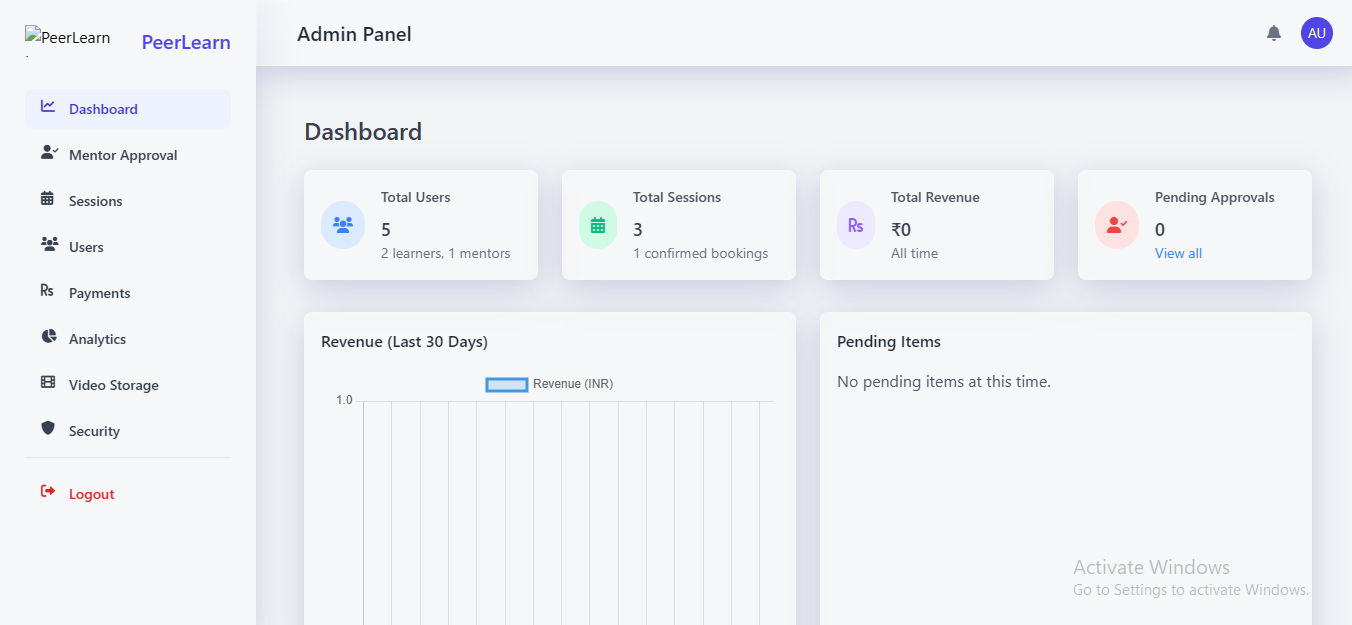 PeerLearn
PeerLearn
Dashboard
Mentor Approval
Sessions
Users
Payments
Analytics
Video Storage
Security
Logout
Admin Panel
AU
Dashboard
Total Users
5
2 learners, 1 mentors
Total Sessions
3
1 confirmed bookings
Rs
Total Revenue
₹0
All time
Pending Approvals
0
View all
Revenue (Last 30 Days)
Revenue (INR)
1.0
Pending Items
No pending items at this time.
Activate Windows
Go to Settings to activate Windows.